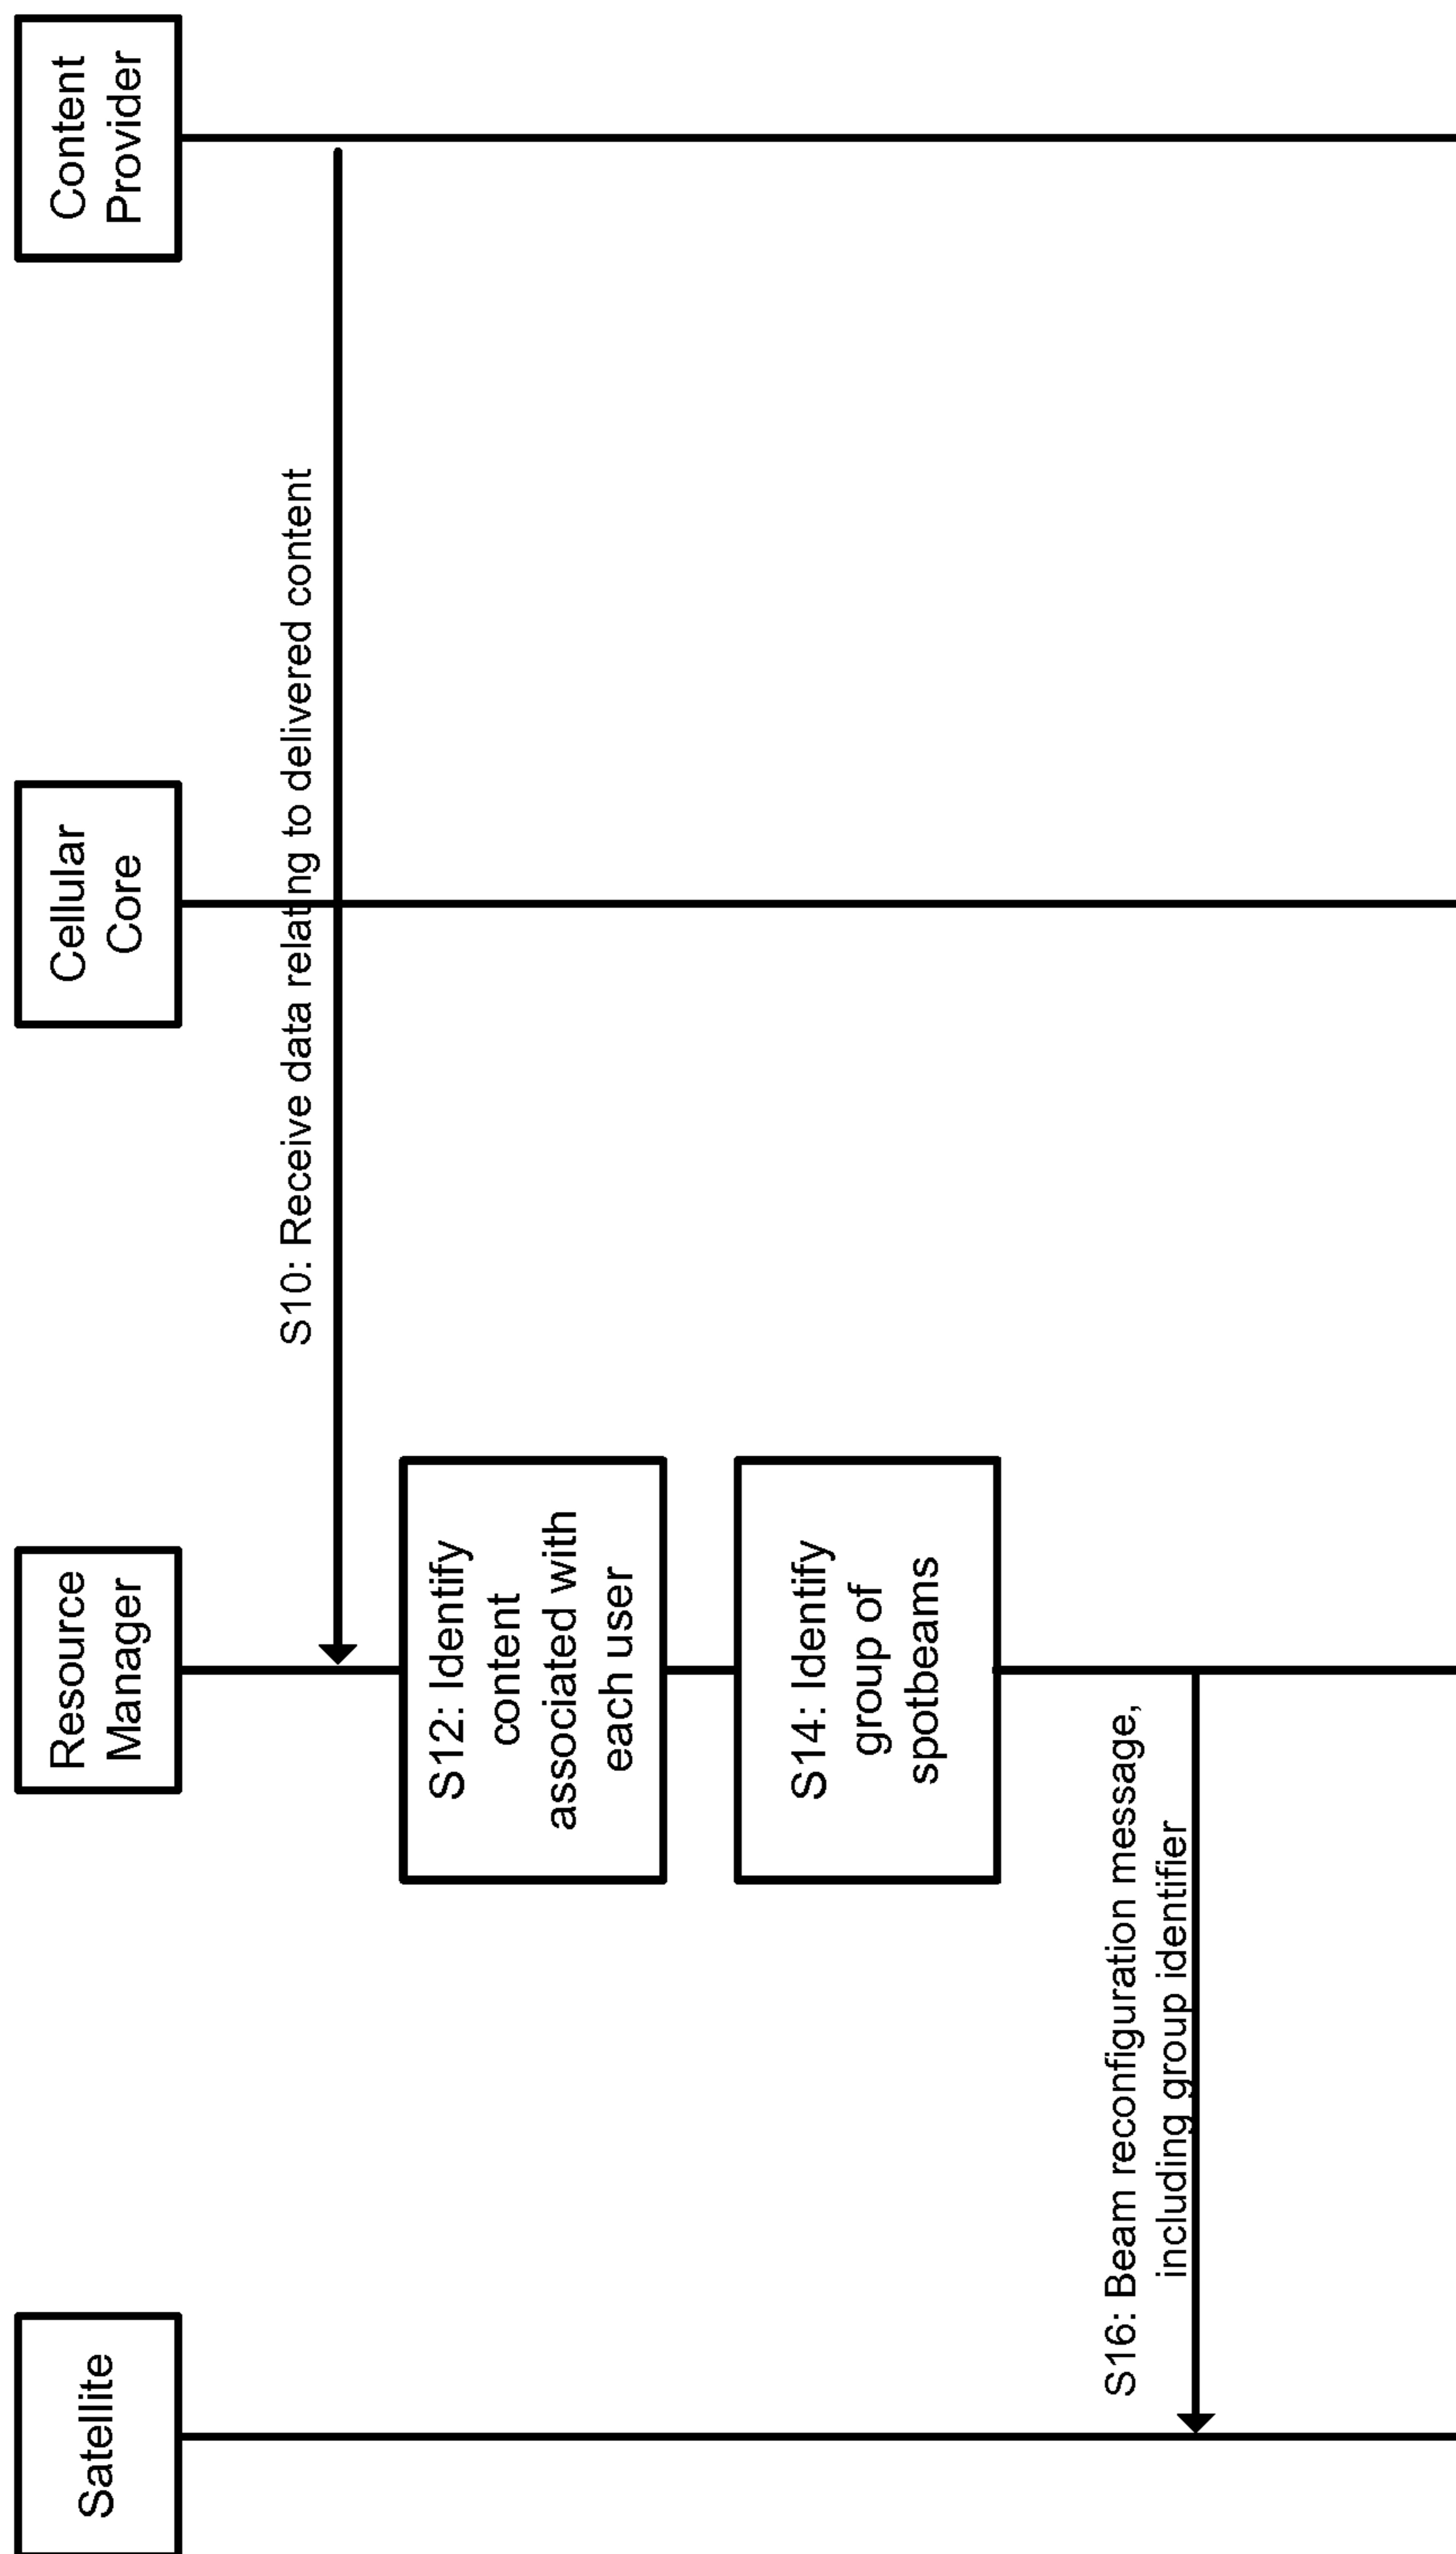 Satellite
Resource
Manager
Cellular
Core
Content
Provider
S10: Receive data relating to delivered content
S12: Identify
content
associated with
each user
S14: Identify
group of
spotbeams
S16: Beam reconfiguration message,
including group identifier